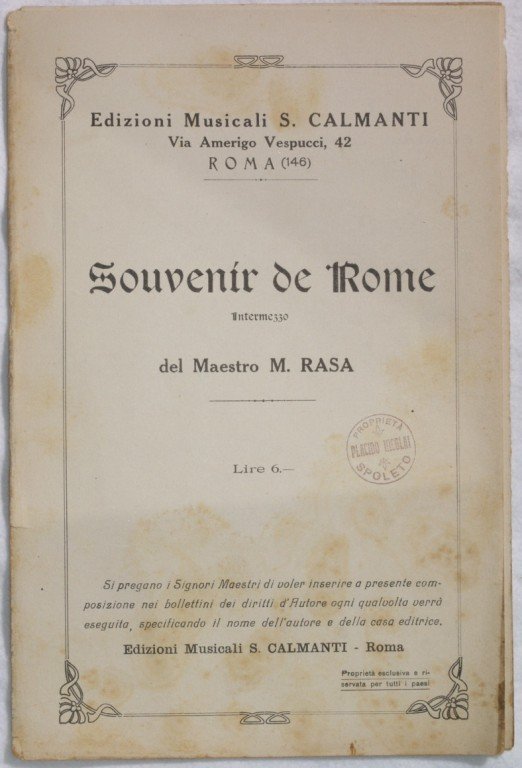 Edizioni Musicali S. CALMANTI
Via Amerigo Vespucci, 42
ROMA (146)
Souvenir de Rome
Intermezzo
del Maestro M. RASA
PROPRIETÀ
PLACIDO NICOLAI
SPOLETO
Lire 6.—
Si pregano i Signori Maestri di voler inserire a presente com-
posizione nei bollettini dei diritti d'Autore ogni qualvolta verrà
eseguita, specificando il nome dell'autore e della casa editrice.
Edizioni Musicali S. CALMANTI - Roma
Proprietà esclusiva e ri-
servata per tutti i paesi